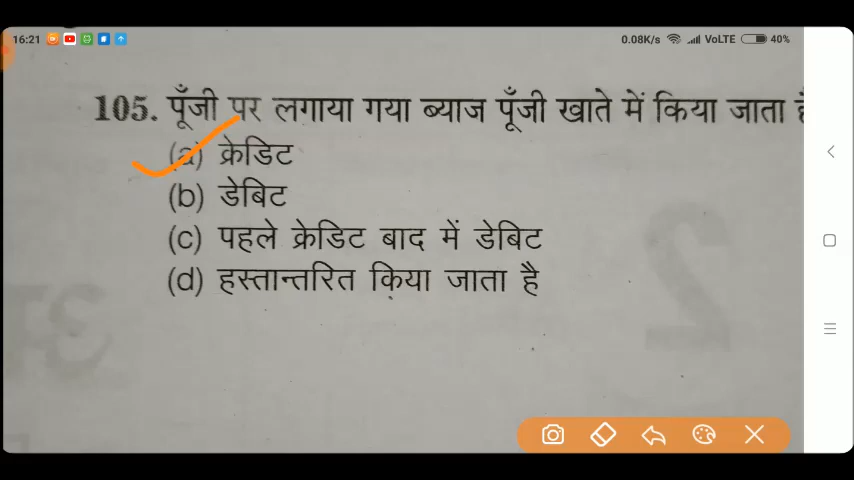 16:21 0.08K/s VoLTE 40%
105. पूँजी पर लगाया गया ब्याज पूँजी खाते में किया जाता
(a) क्रेडिट
(b) डेबिट
(c) पहले क्रेडिट बाद में डेबिट
(d) हस्तान्तरित किया जाता है